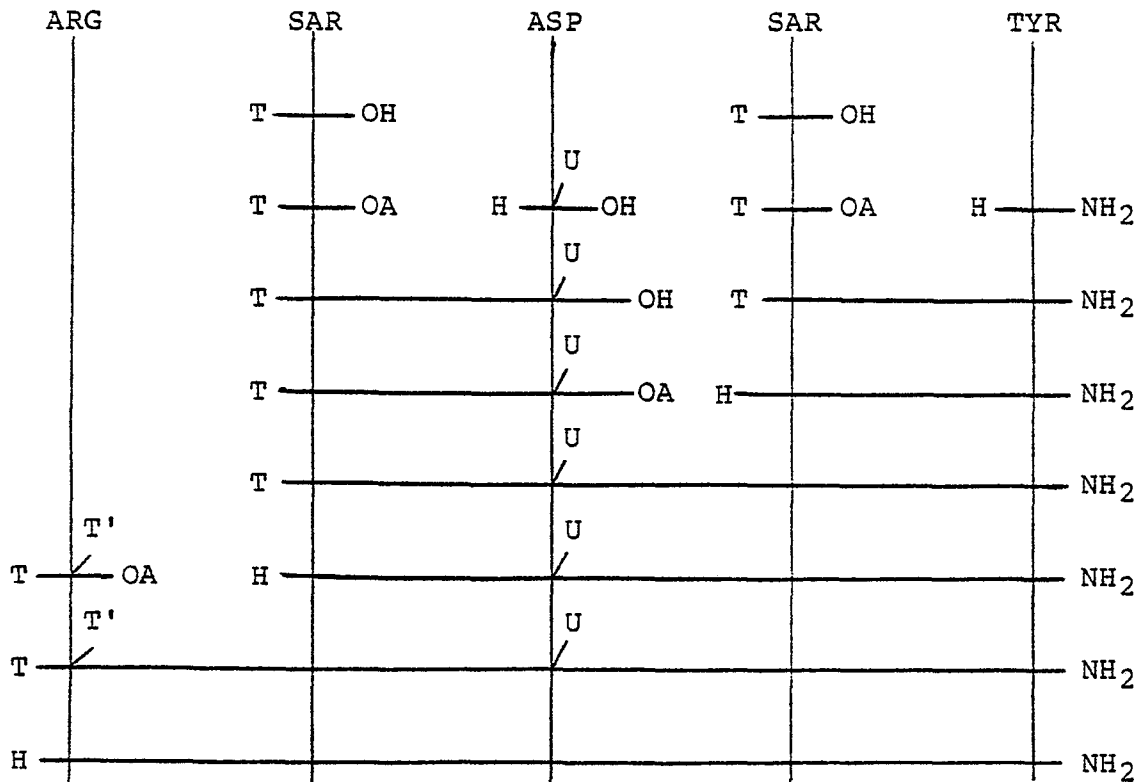 ARG SAR ASP SAR TYR
T OH T OH
U
T OA H OH T OA H NH2
U
T OH T NH2
U
T OA H NH2
U
T NH2
T' U
T OA H NH2
T' U
T NH2
H NH2